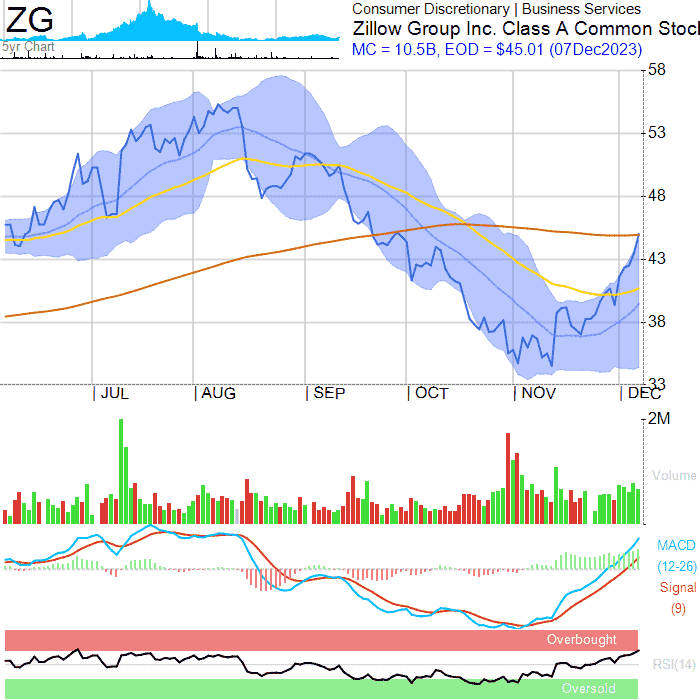 ZG
5yr Chart
Consumer Discretionary | Business Services
Zillow Group Inc. Class A Common Stoc
MC = 10.5B, EOD = $45.01 (07Dec2023)
58
53
48
43
38
33
JUL AUG SEP OCT NOV DEC
2M
Volume
MACD
(12-26)
Signal
(9)
Overbought
RSI(14)
Oversold